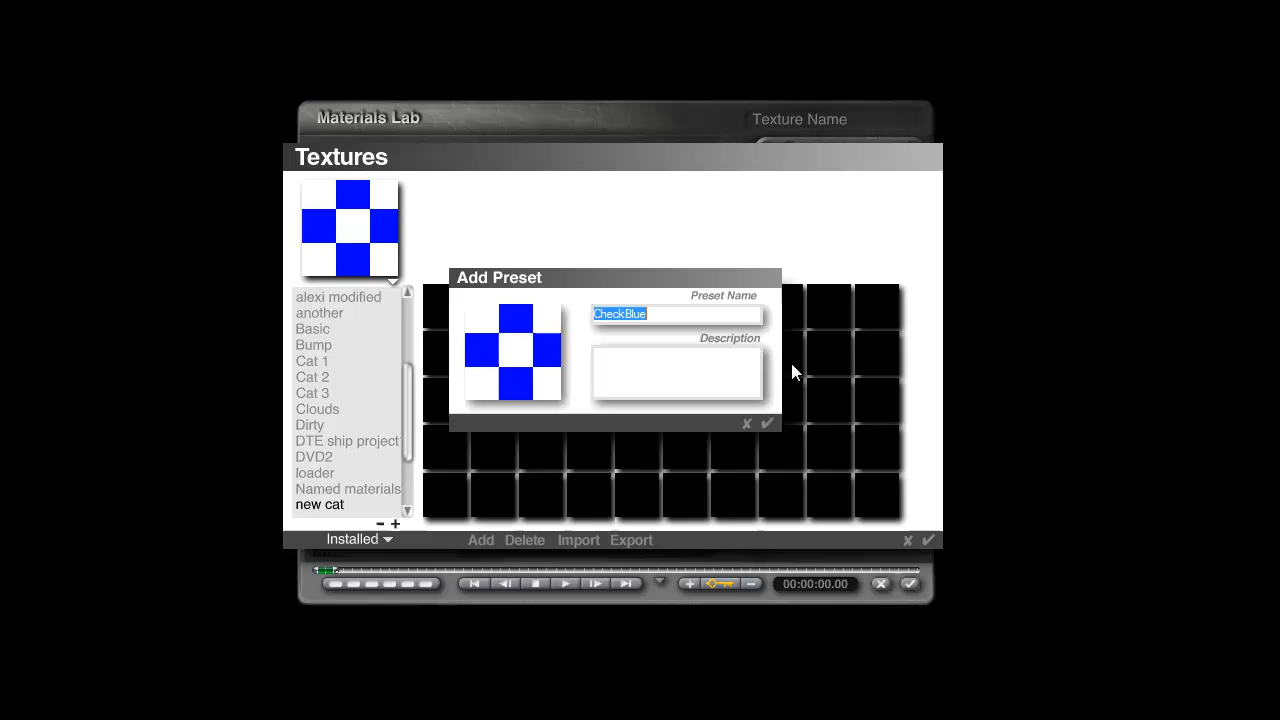 Materials Lab
Texture Name
Textures
Add Preset
Preset Name
CheckBlue
Description
alexi modified
another
Basic
Bump
Cat 1
Cat 2
Cat 3
Clouds
Dirty
DTE ship project
DVD2
loader
Named materials
new cat
- +
Installed
Add Delete Import Export
00:00:00.00